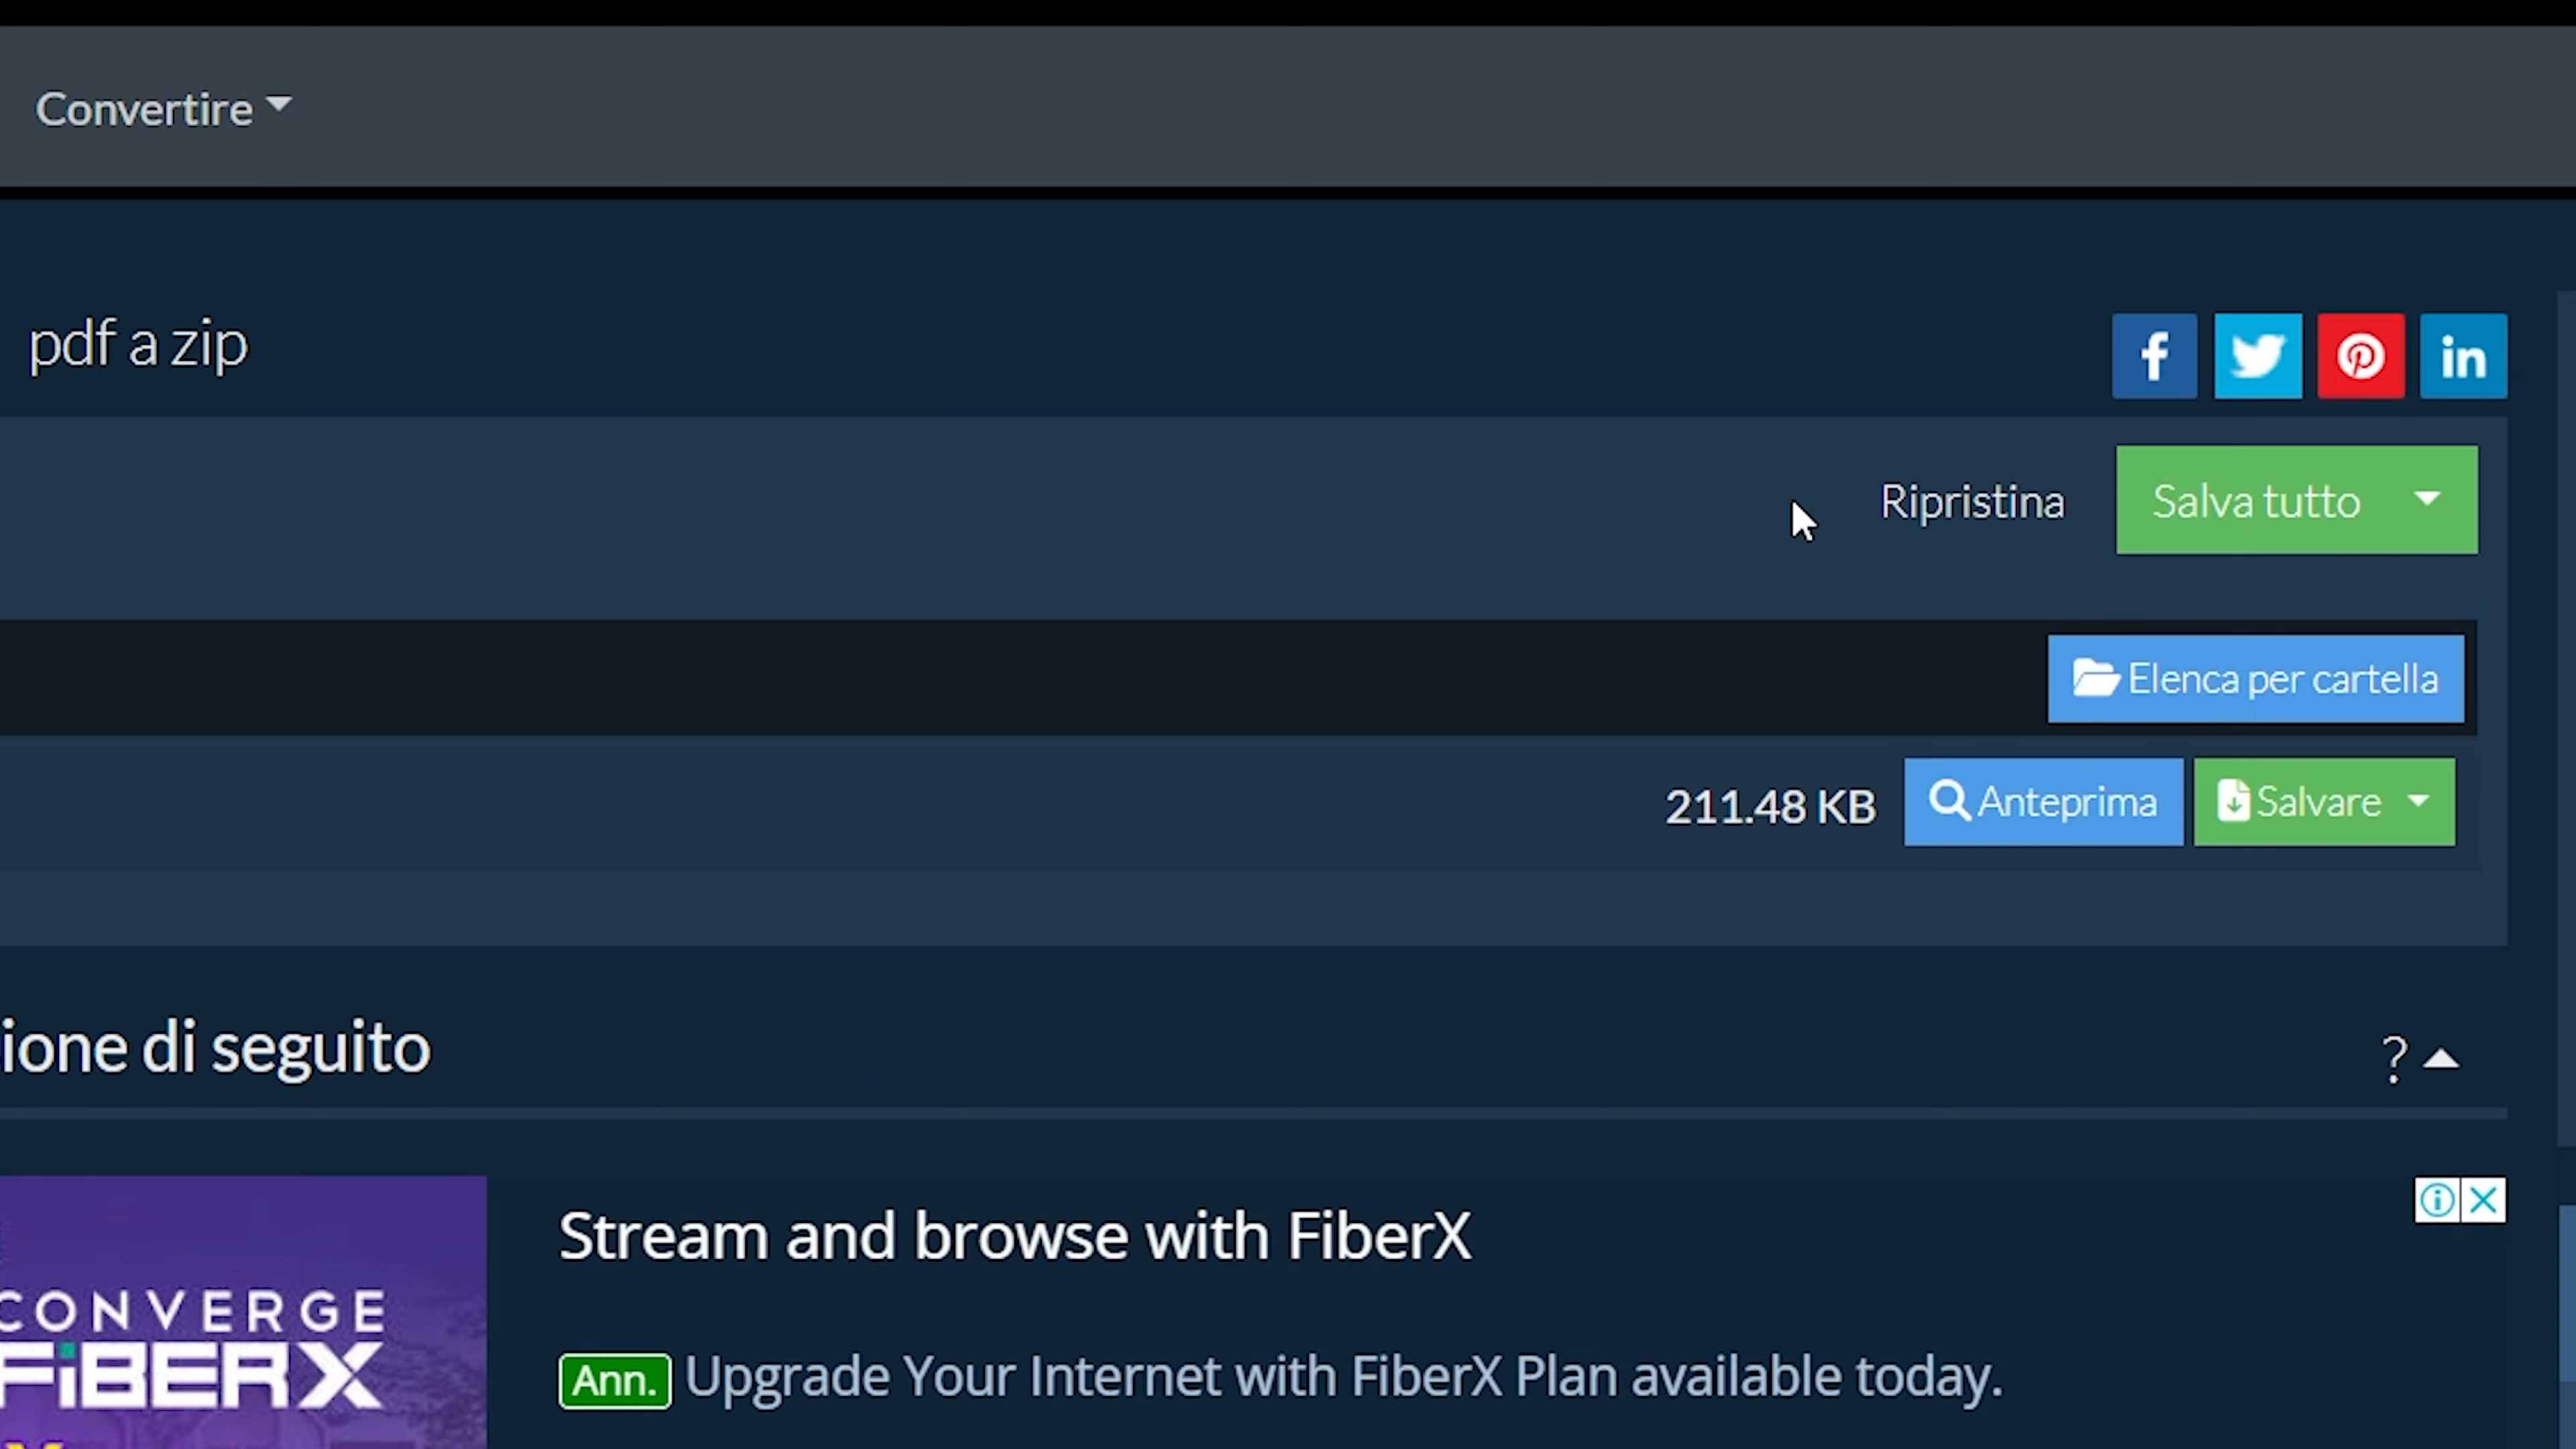 Convertire
pdf a zip
Ripristina
Salva tutto
Elenca per cartella
211.48 KB
Anteprima
Salvare
ione di seguito
?
Stream and browse with FiberX
CONVERGE
FiBERX
Ann. Upgrade Your Internet with FiberX Plan available today.